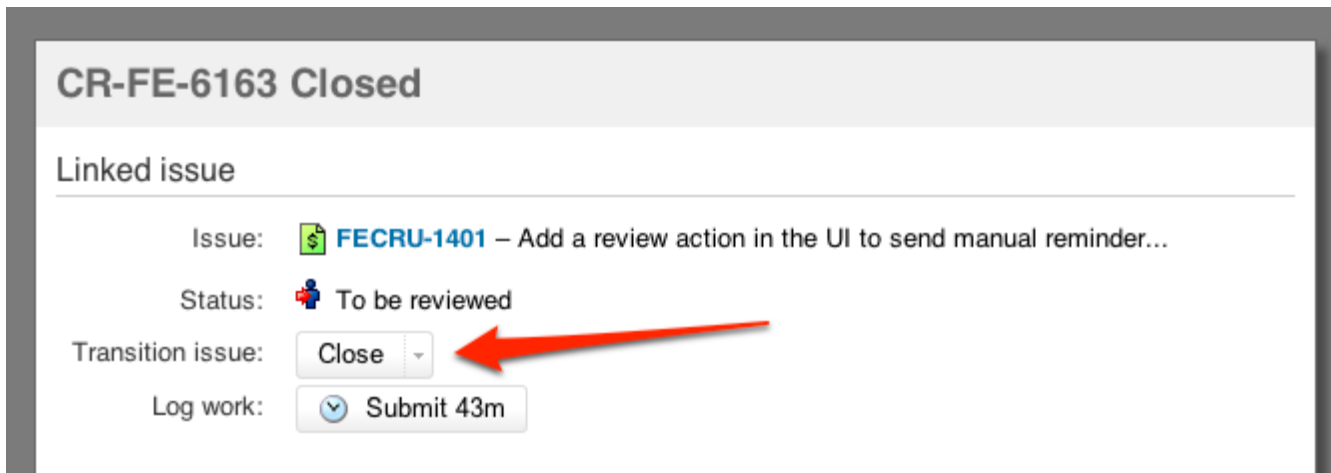 CR-FE-6163 Closed
Linked issue
Issue: $ FECRU-1401 – Add a review action in the UI to send manual reminder...
Status: To be reviewed
Transition issue: Close
Log work: Submit 43m